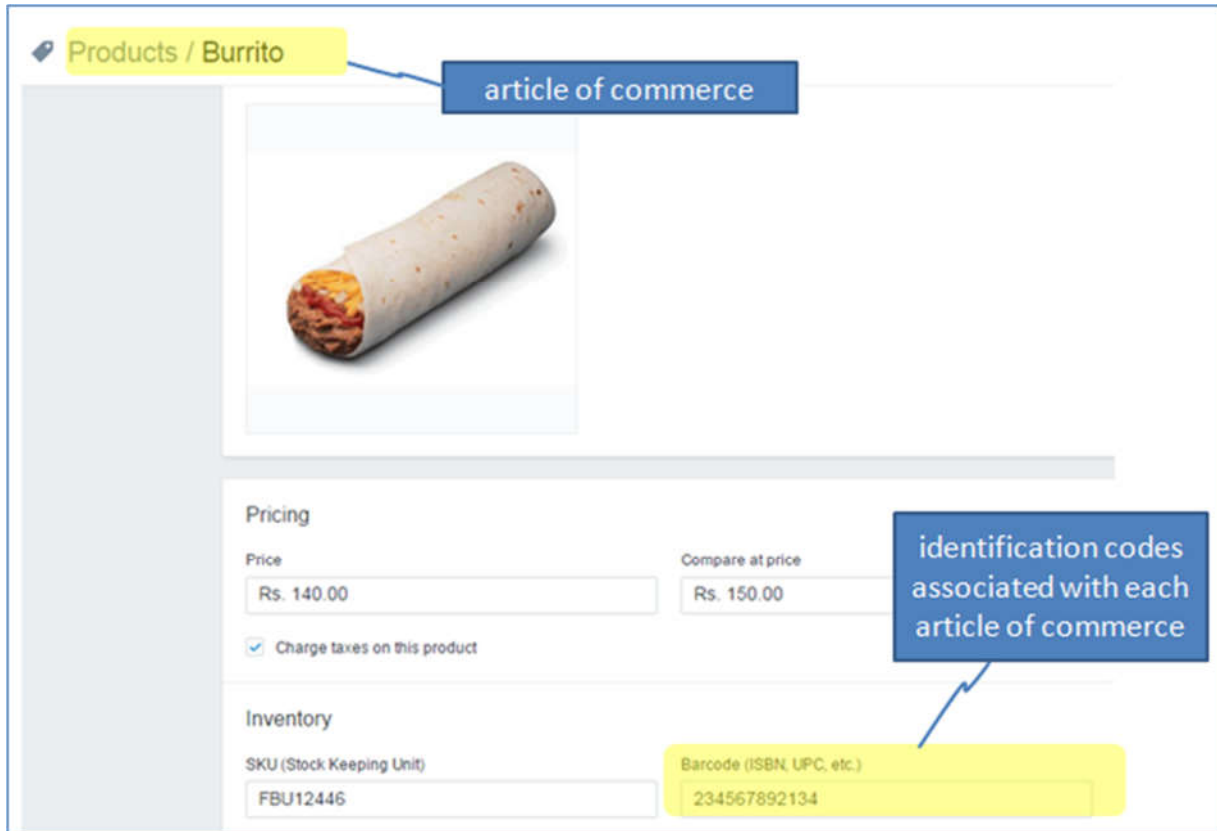 Products / Burrito
article of commerce
Pricing
Price
Rs. 140.00
Compare at price
Rs. 150.00
Charge taxes on this product
identification codes
associated with each
article of commerce
Inventory
SKU (Stock Keeping Unit)
FBU12446
Barcode (ISBN, UPC, etc.)
234567892134